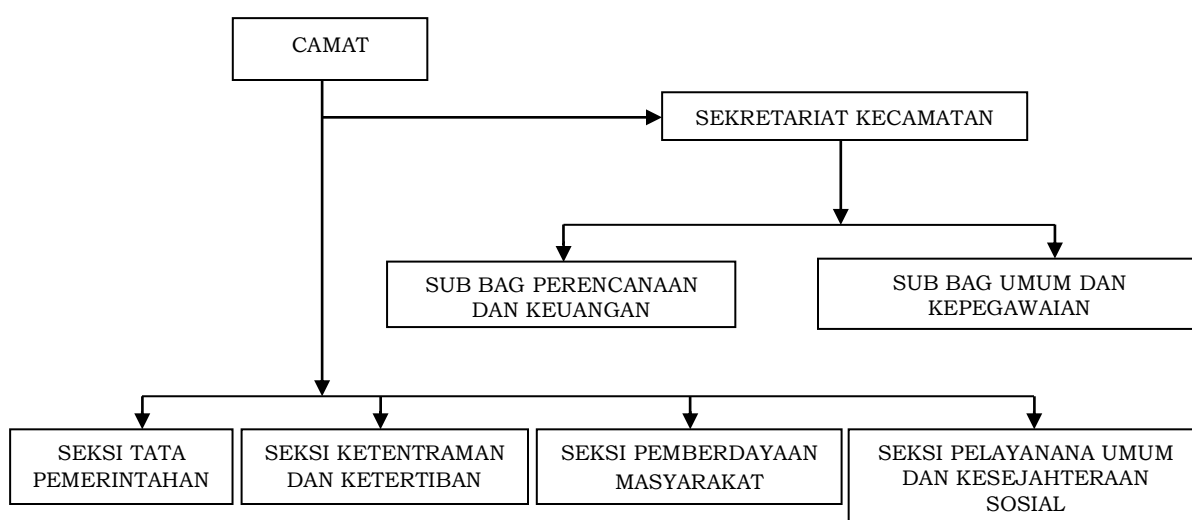 CAMAT
SEKRETARIAT KECAMATAN
SUB BAG PERENCANAAN
DAN KEUANGAN
SUB BAG UMUM DAN
KEPEGAWAIAN
SEKSI TATA
PEMERINTAHAN
SEKSI KETENTRAMAN
DAN KETERTIBAN
SEKSI PEMBERDAYAAN
MASYARAKAT
SEKSI PELAYANANA UMUM
DAN KESEJAHTERAAN
SOSIAL